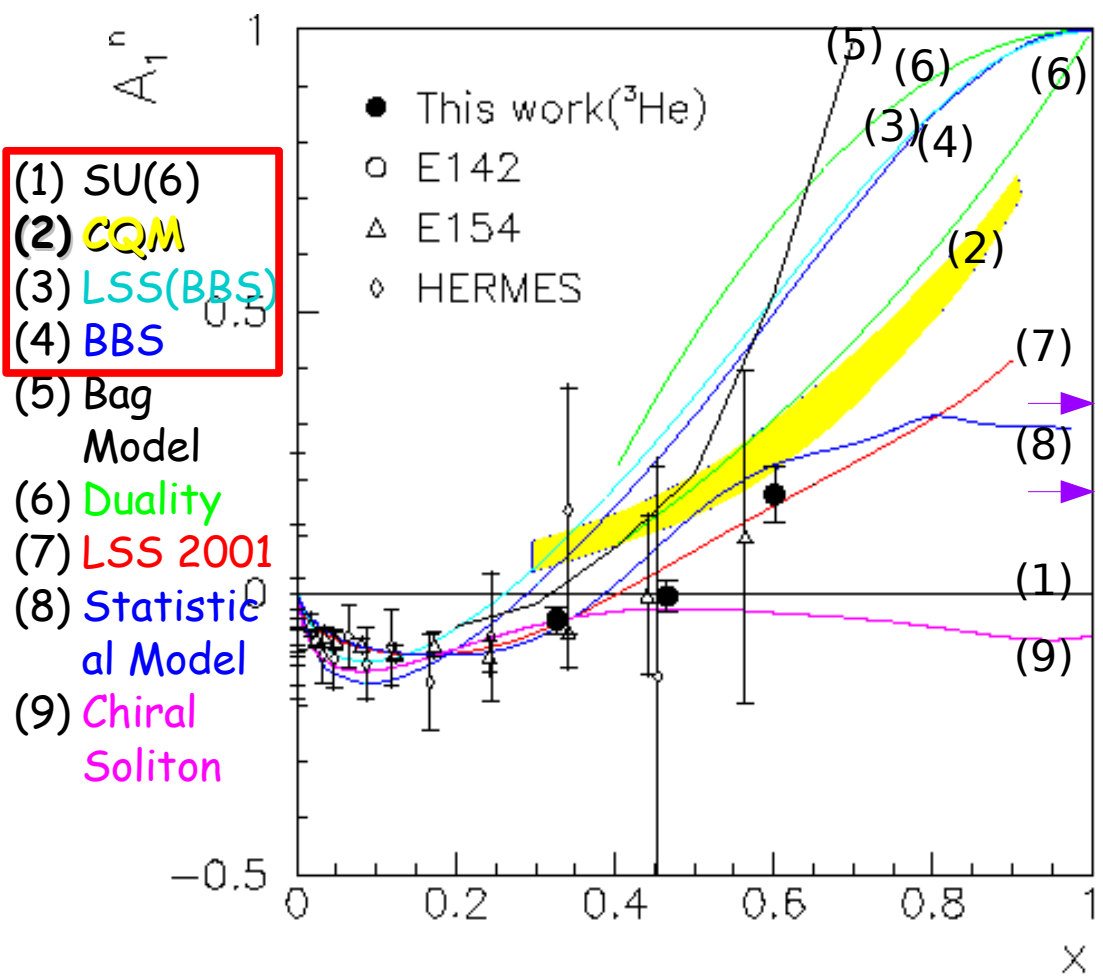 1
A₁ⁿ
(5)
(6)
(6)
This work(³He)
(3)
(4)
E142
(1) SU(6)
E154
(2) CQM
(2)
HERMES
(3) LSS(BBS)
0.5
(4) BBS
(7)
(5) Bag
Model
(8)
(6) Duality
(7) LSS 2001
(1)
0
(8) Statistic
al Model
(9)
(9) Chiral
Soliton
−0.5
0 0.2 0.4 0.6 0.8 1
x